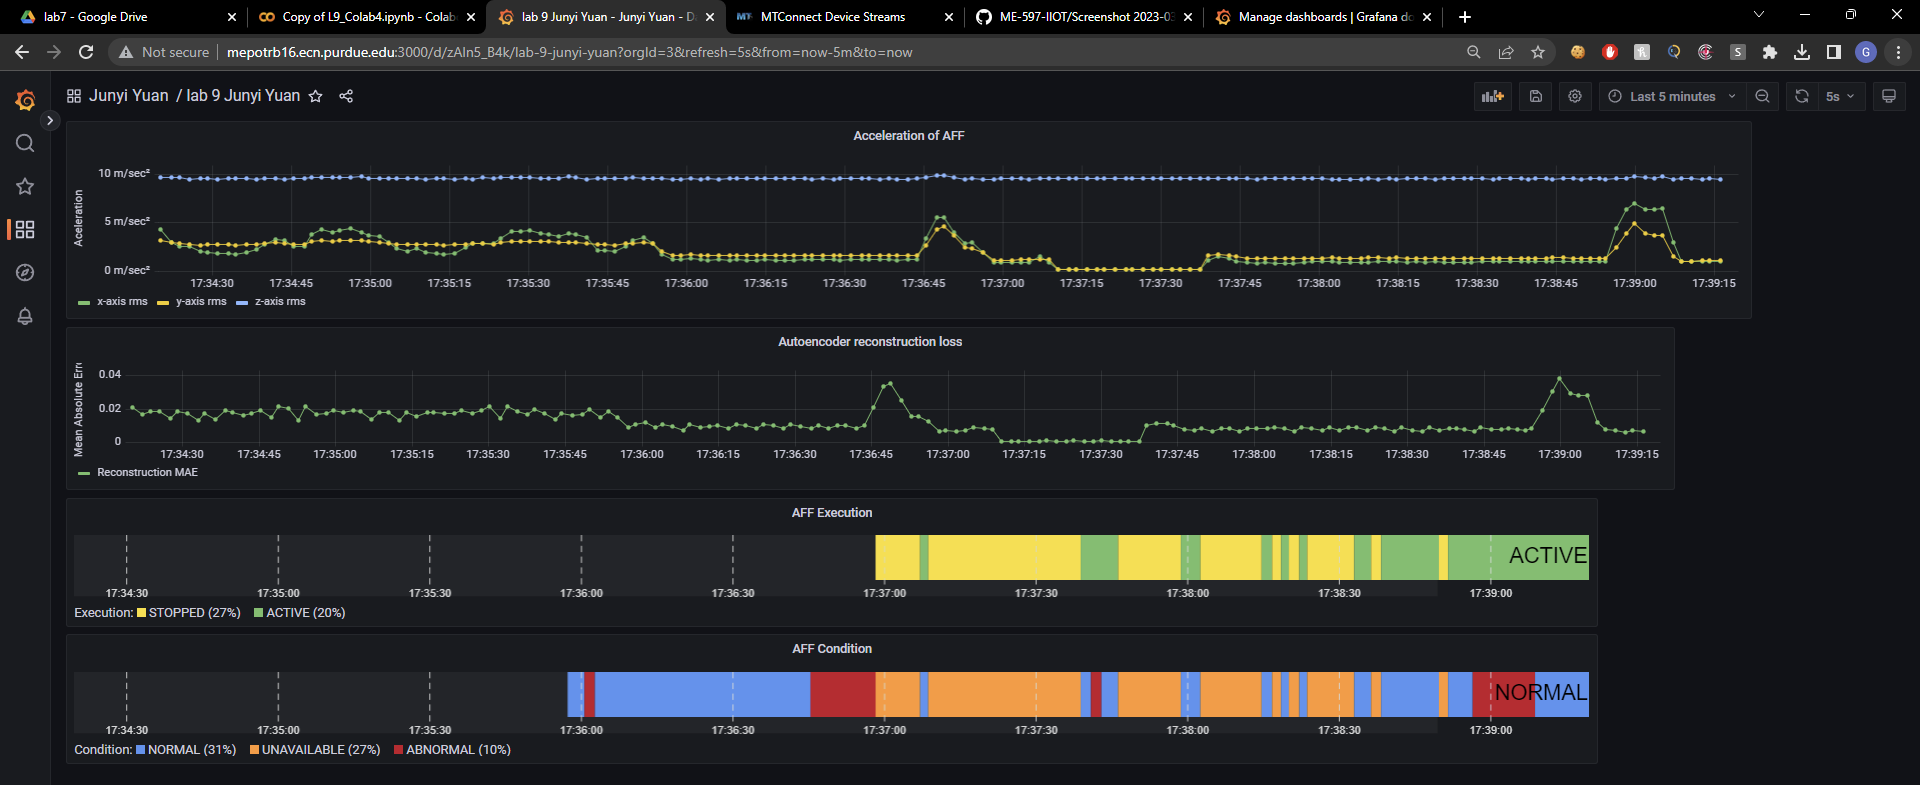 lab7 - Google Drive
Copy of L9_Colab4.ipynb - Colab
lab 9 Junyi Yuan - Junyi Yuan - D
MTConnect Device Streams
ME-597-IIOT/Screenshot 2023-03
Manage dashboards | Grafana do
Not secure
mepotrb16.ecn.purdue.edu:3000/d/zAIn5_B4k/lab-9-junyi-yuan?orgId=3&refresh=5s&from=now-5m&to=now
G
Junyi Yuan / lab 9 Junyi Yuan
Last 5 minutes
5s
Acceleration of AFF
Aceleration
10 m/sec²
5 m/sec²
0 m/sec²
17:34:30 17:34:45 17:35:00 17:35:15 17:35:30 17:35:45 17:36:00 17:36:15 17:36:30 17:36:45 17:37:00 17:37:15 17:37:30 17:37:45 17:38:00 17:38:15 17:38:30 17:38:45 17:39:00 17:39:15
x-axis rms y-axis rms z-axis rms
Autoencoder reconstruction loss
Mean Absolute Err
0.04
0.02
0
17:34:30 17:34:45 17:35:00 17:35:15 17:35:30 17:35:45 17:36:00 17:36:15 17:36:30 17:36:45 17:37:00 17:37:15 17:37:30 17:37:45 17:38:00 17:38:15 17:38:30 17:38:45 17:39:00 17:39:15
Reconstruction MAE
AFF Execution
ACTIVE
17:34:30 17:35:00 17:35:30 17:36:00 17:36:30 17:37:00 17:37:30 17:38:00 17:38:30 17:39:00
Execution: STOPPED (27%) ACTIVE (20%)
AFF Condition
NORMAL
17:34:30 17:35:00 17:35:30 17:36:00 17:36:30 17:37:00 17:37:30 17:38:00 17:38:30 17:39:00
Condition: NORMAL (31%) UNAVAILABLE (27%) ABNORMAL (10%)